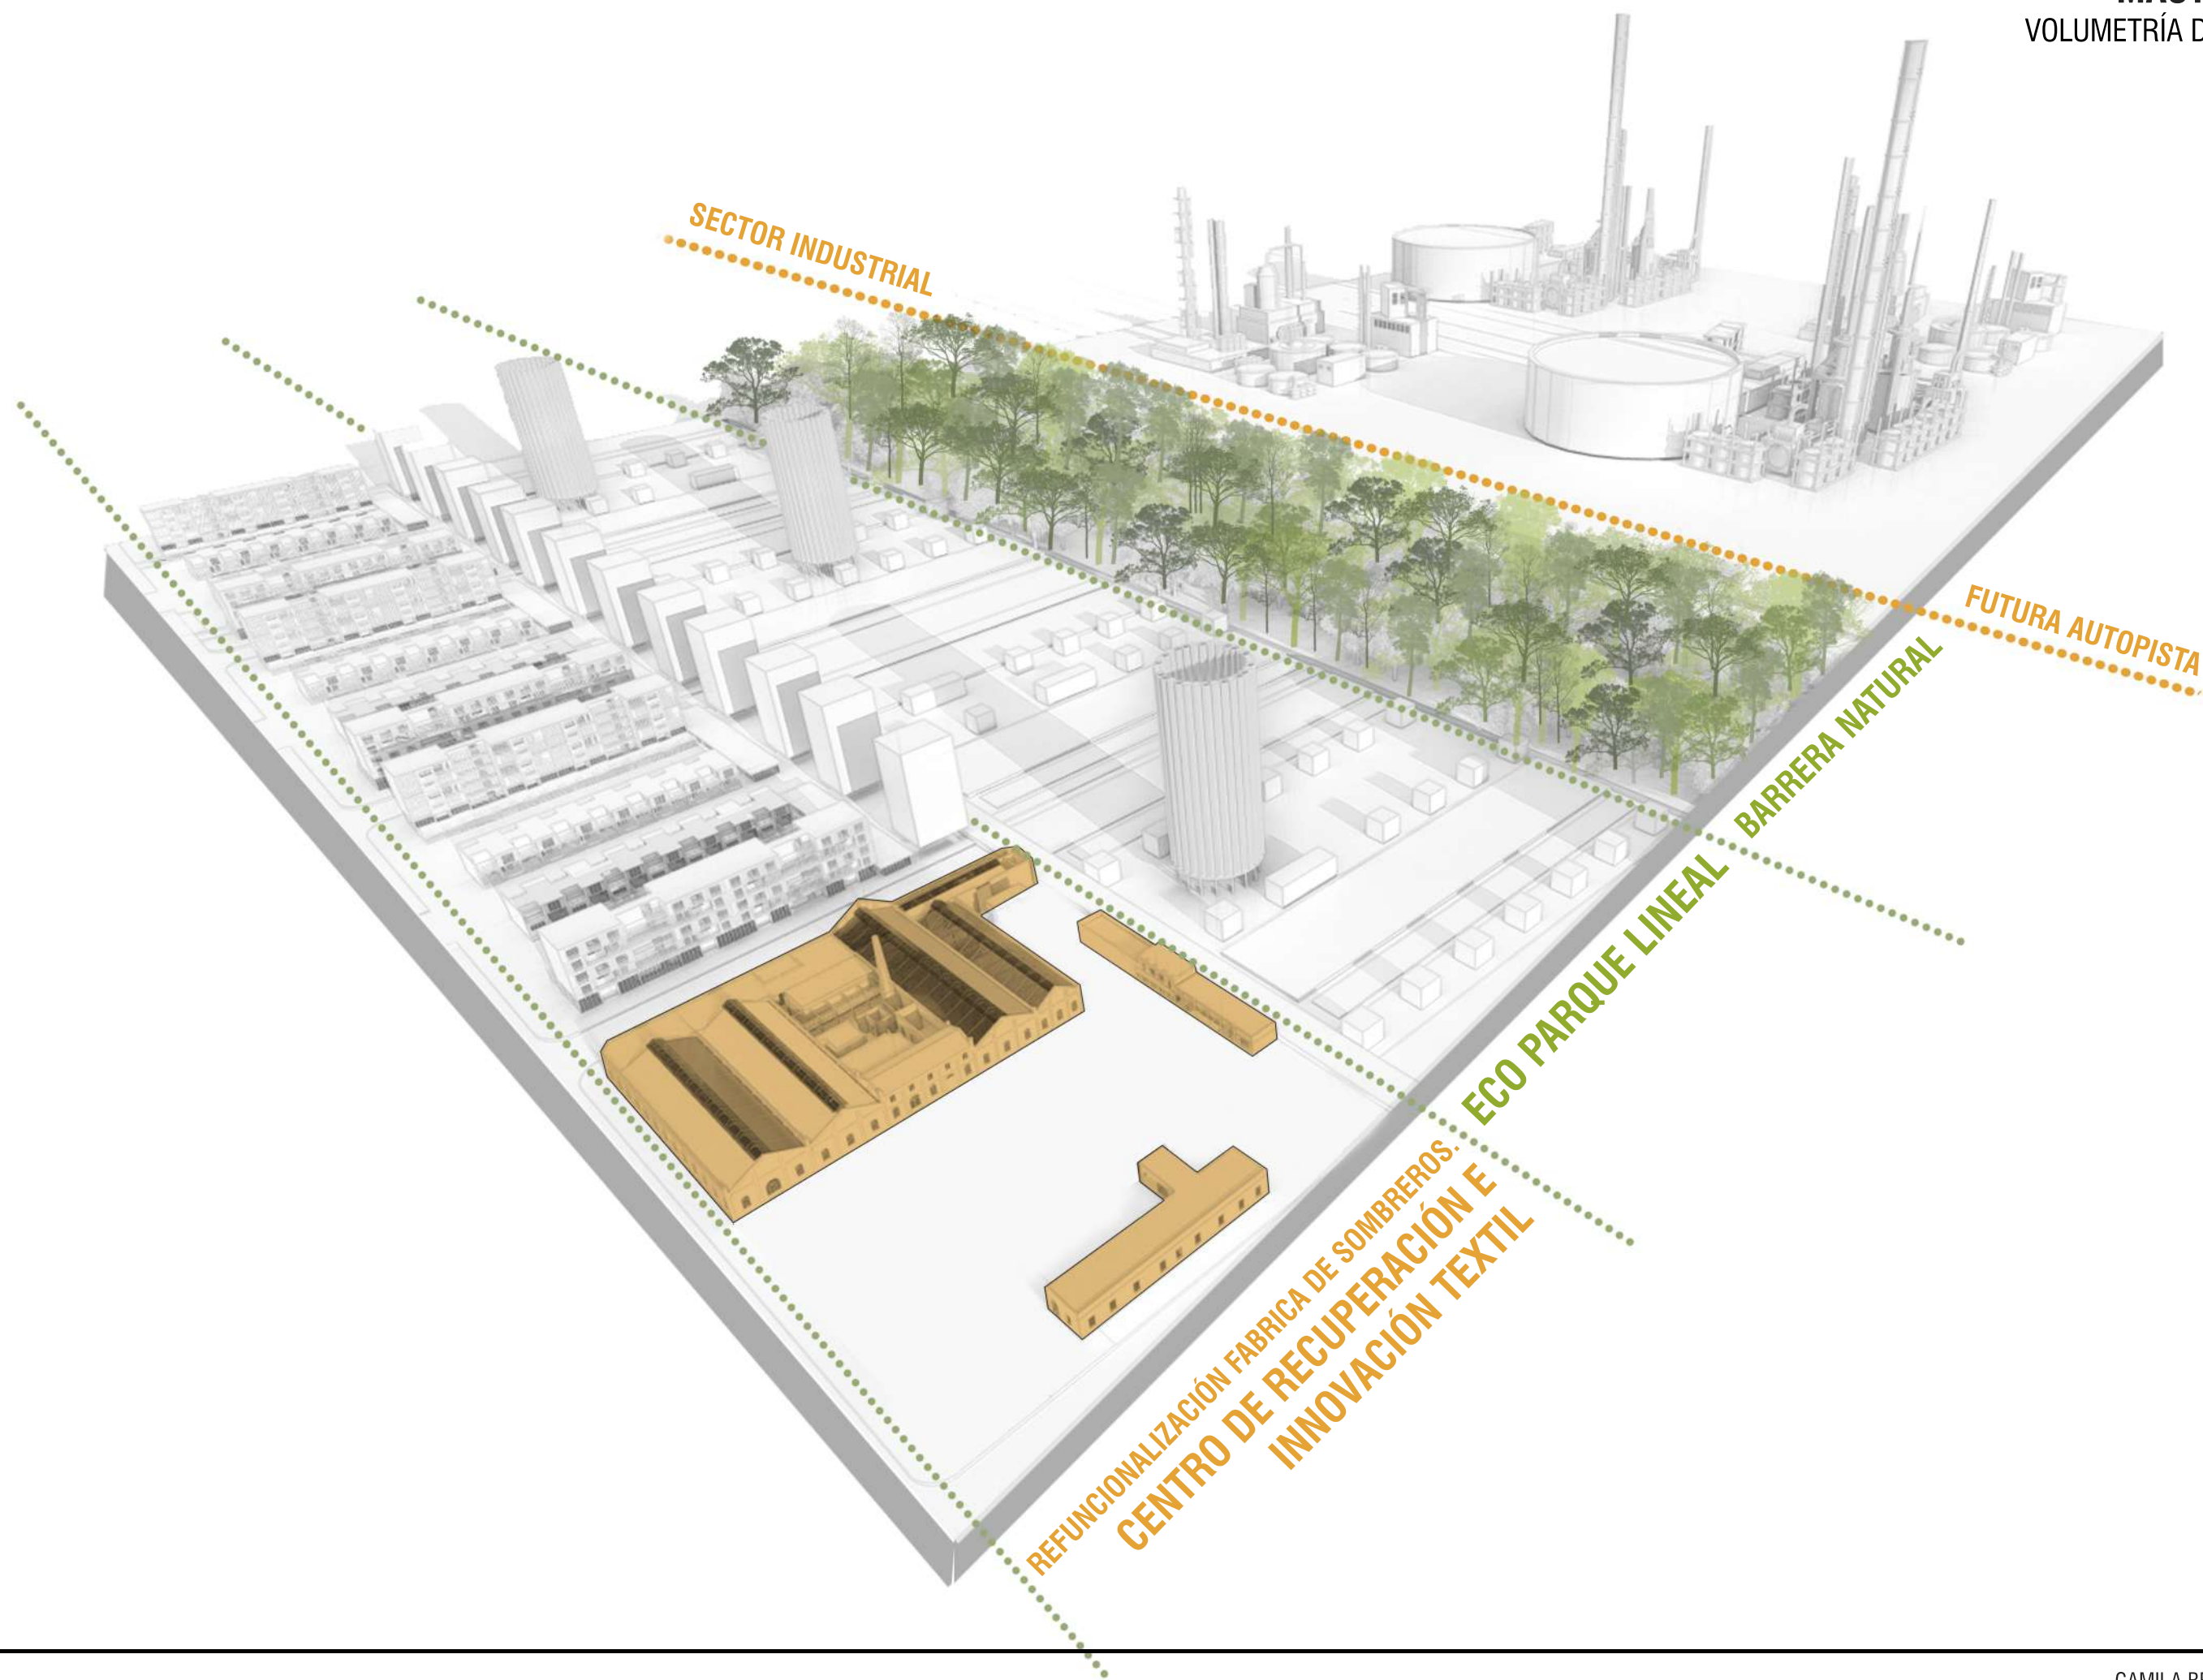 VOLUMETRÍA D
SECTOR INDUSTRIAL
FUTURA AUTOPISTA
BARRERA NATURAL
ECO PARQUE LINEAL
REFUNCIONALIZACIÓN FABRICA DE SOMBREROS.
CENTRO DE RECUPERACIÓN E
INNOVACIÓN TEXTIL
CAMILA